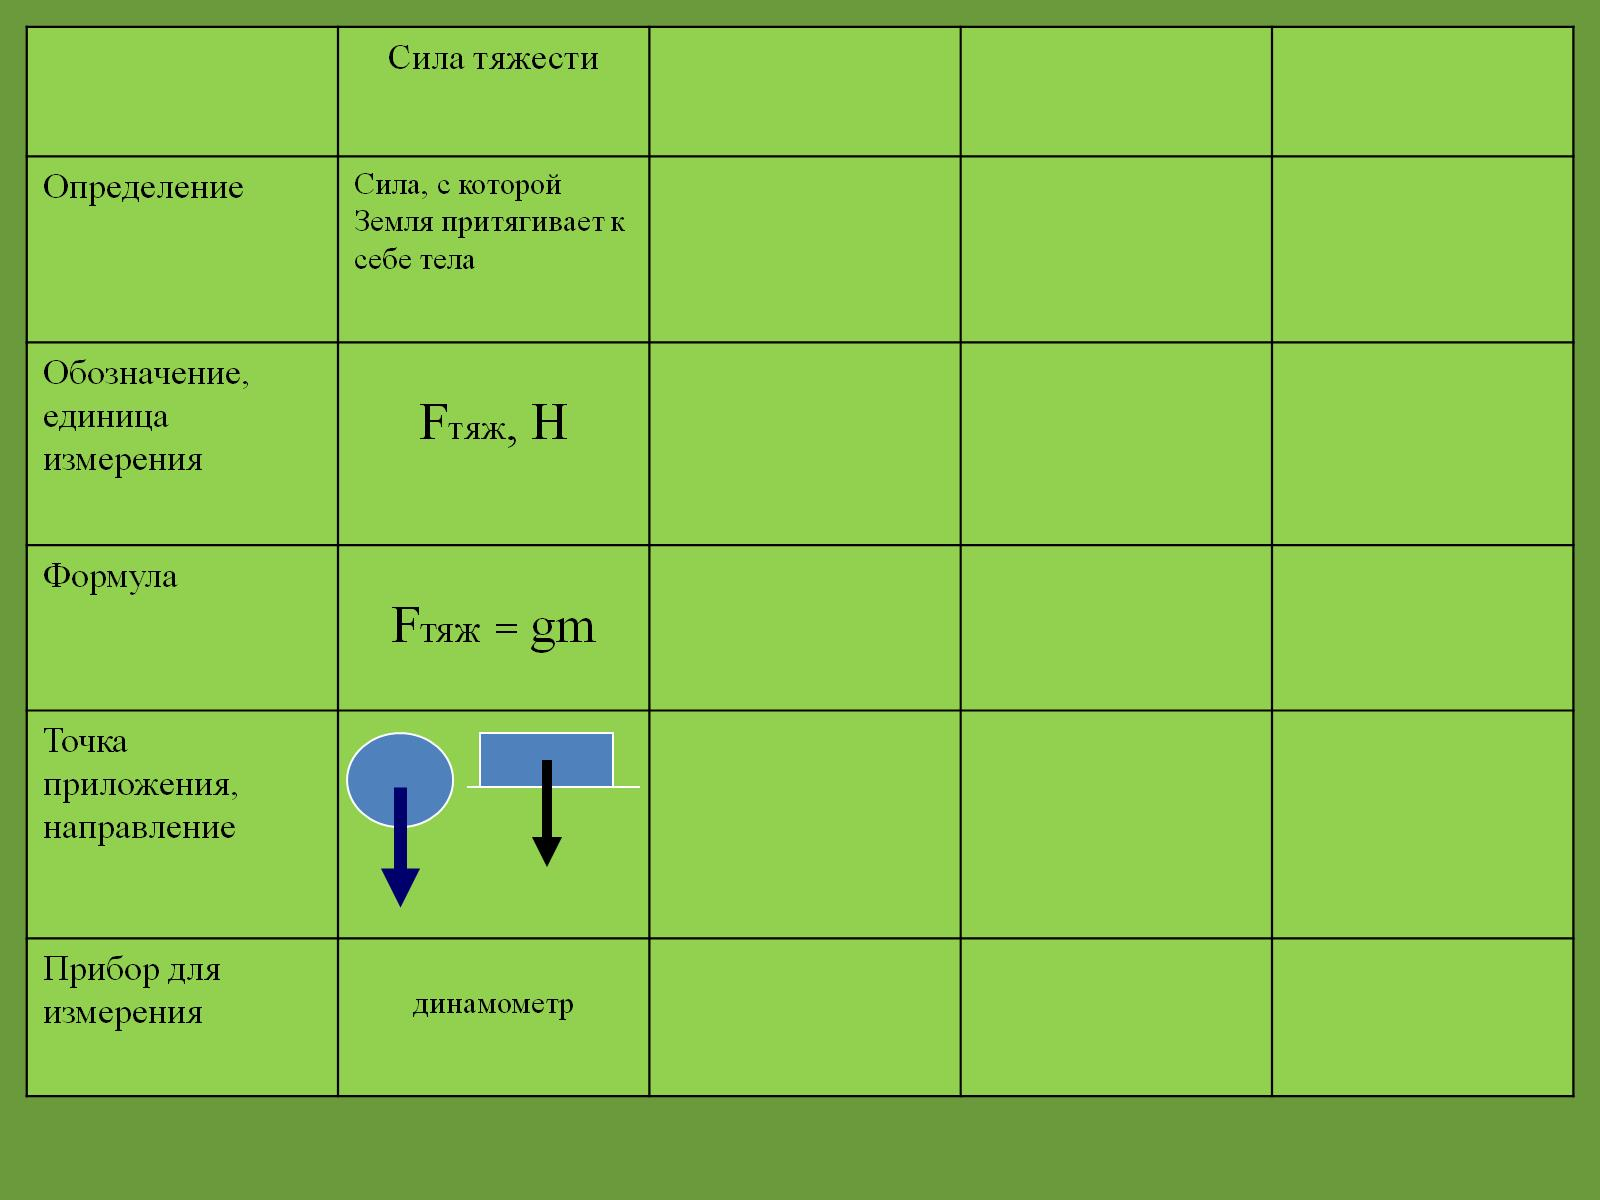 Сила тяжести
Определение
Сила, с которой
Земля притягивает к
себе тела
Обозначение,
единица
измерения
Fтяж, Н
Формула
Fтяж = gm
Точка
приложения,
направление
Прибор для
измерения
динамометр